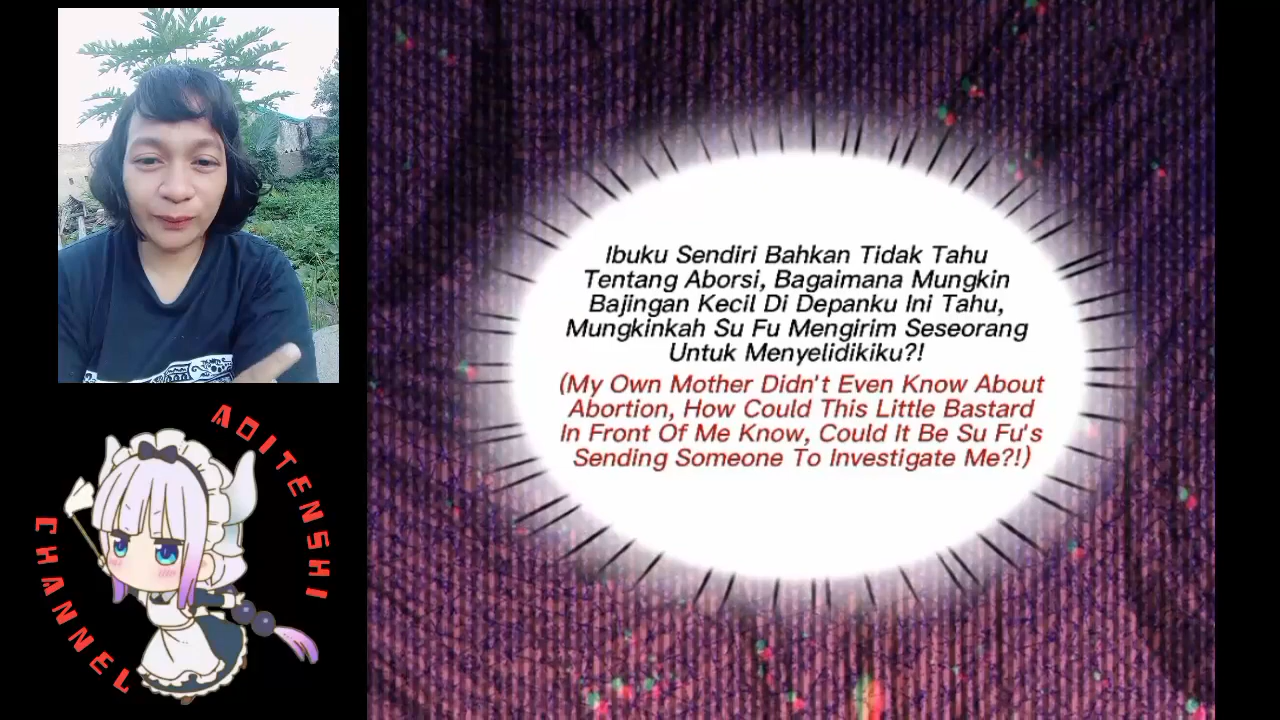 AOITENSHI
CHANNEL
Ibuku Sendiri Bahkan Tidak Tahu
Tentang Aborsi, Bagaimana Mungkin
Bajingan Kecil Di Depanku Ini Tahu,
Mungkinkah Su Fu Mengirim Seseorang
Untuk Menyelidikiku?!
(My Own Mother Didn't Even Know About
Abortion, How Could This Little Bastard
In Front Of Me Know, Could It Be Su Fu's
Sending Someone To Investigate Me?!)